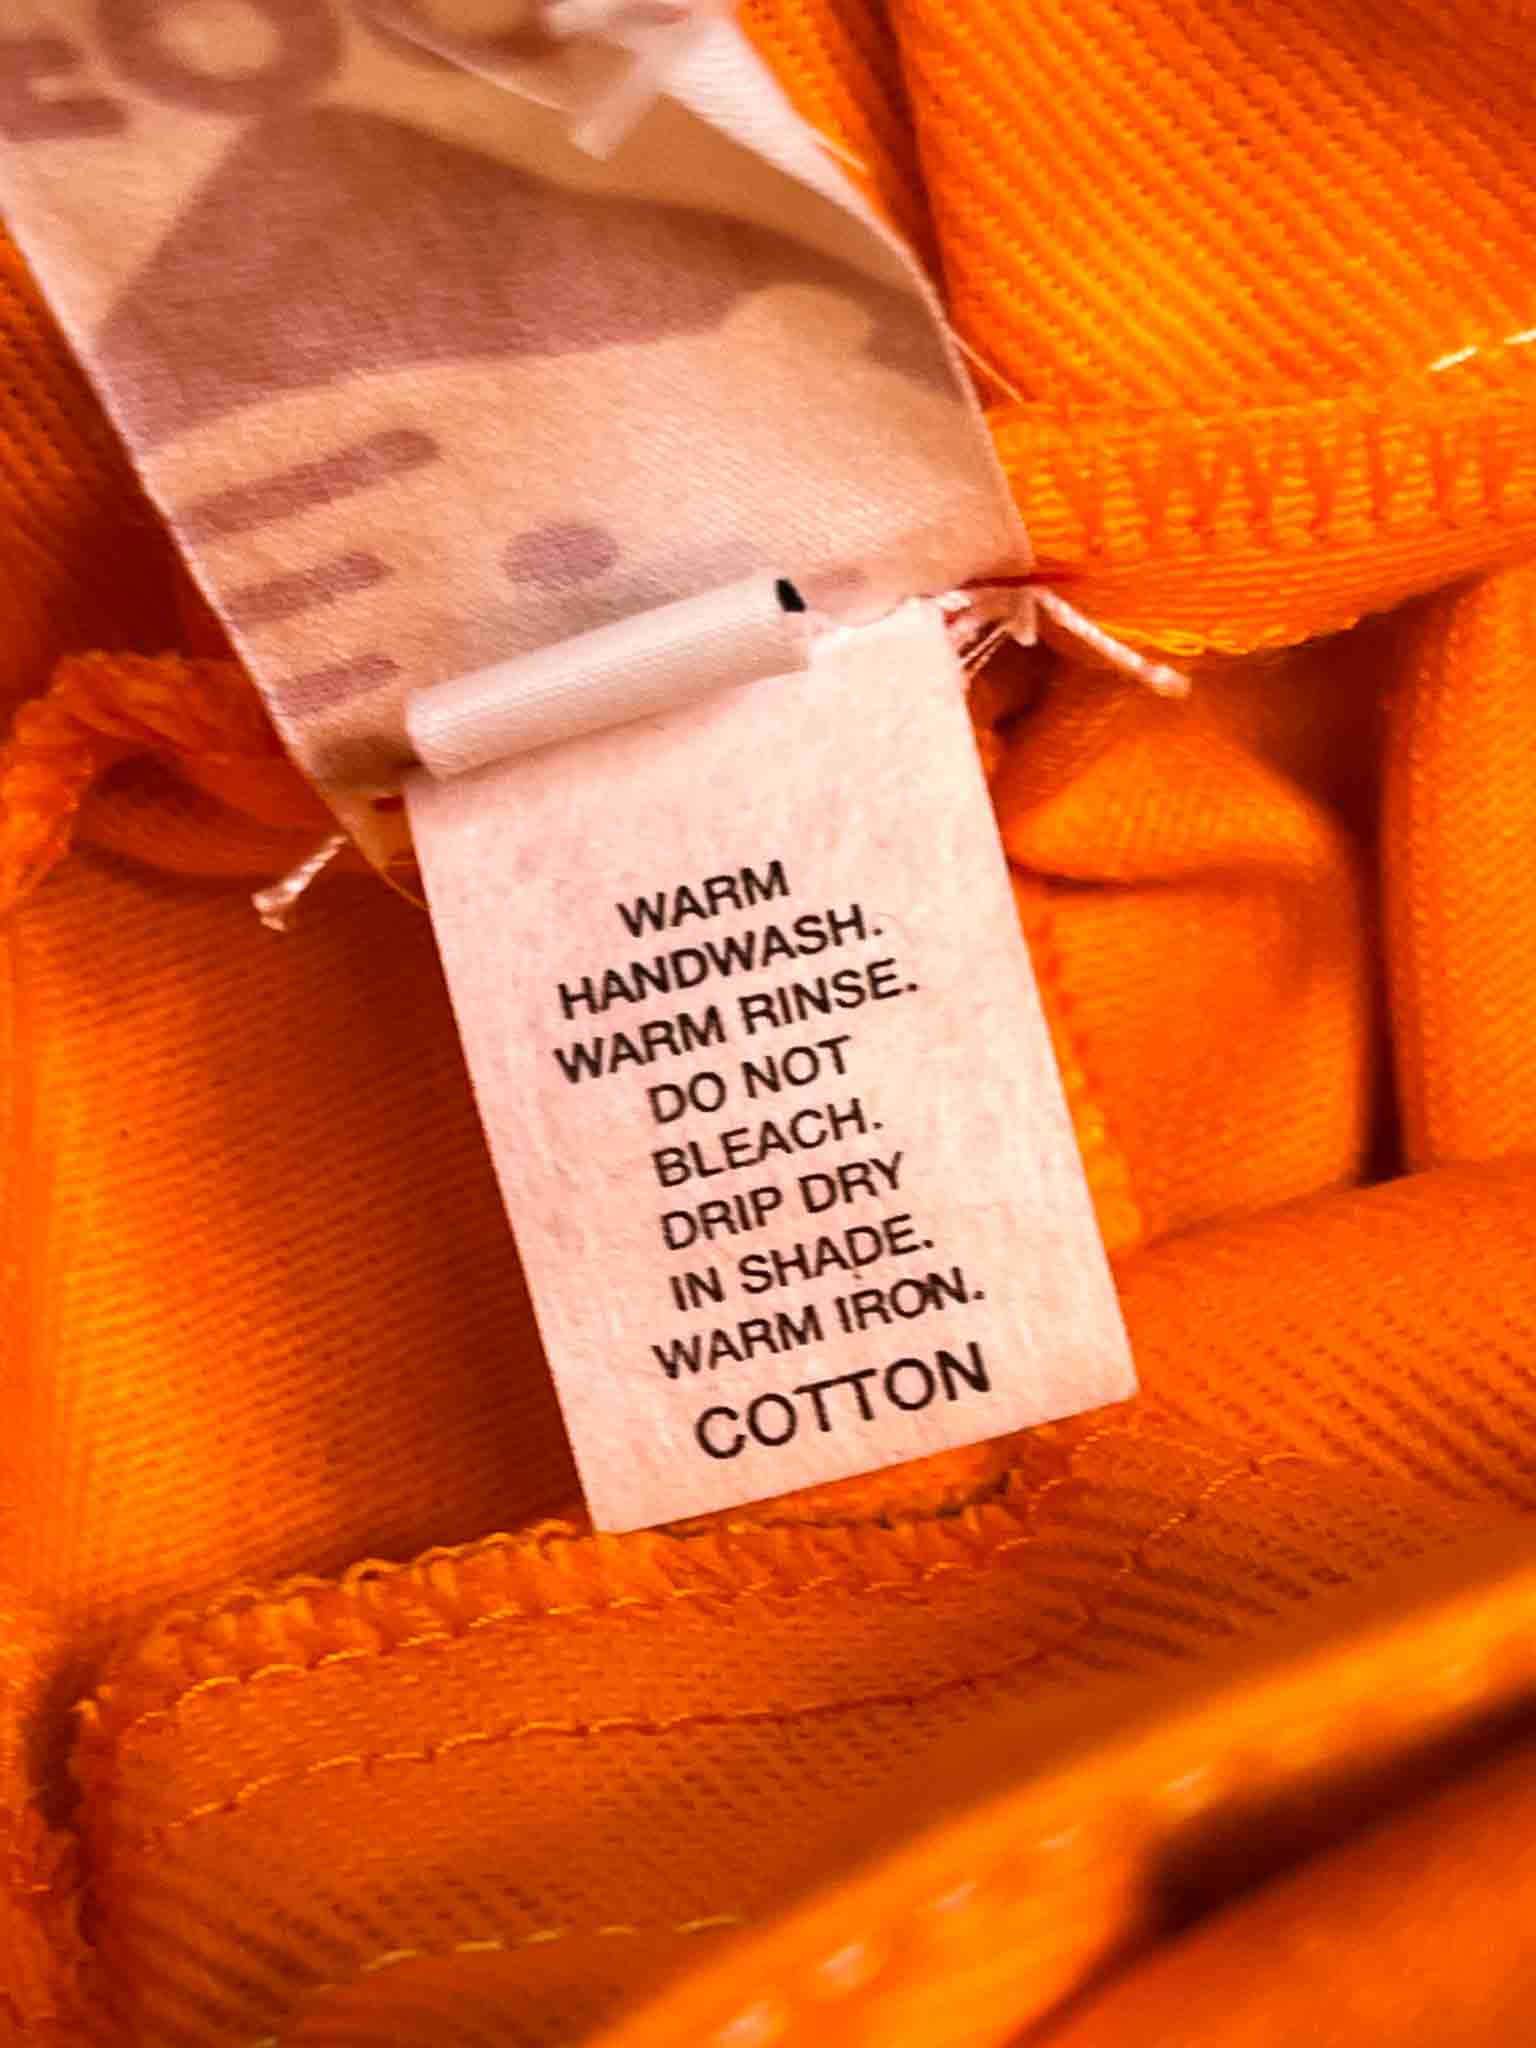 WARM
HANDWASH.
WARM RINSE.
DO NOT
BLEACH.
DRIP DRY
IN SHADE.
WARM IRON.
COTTON